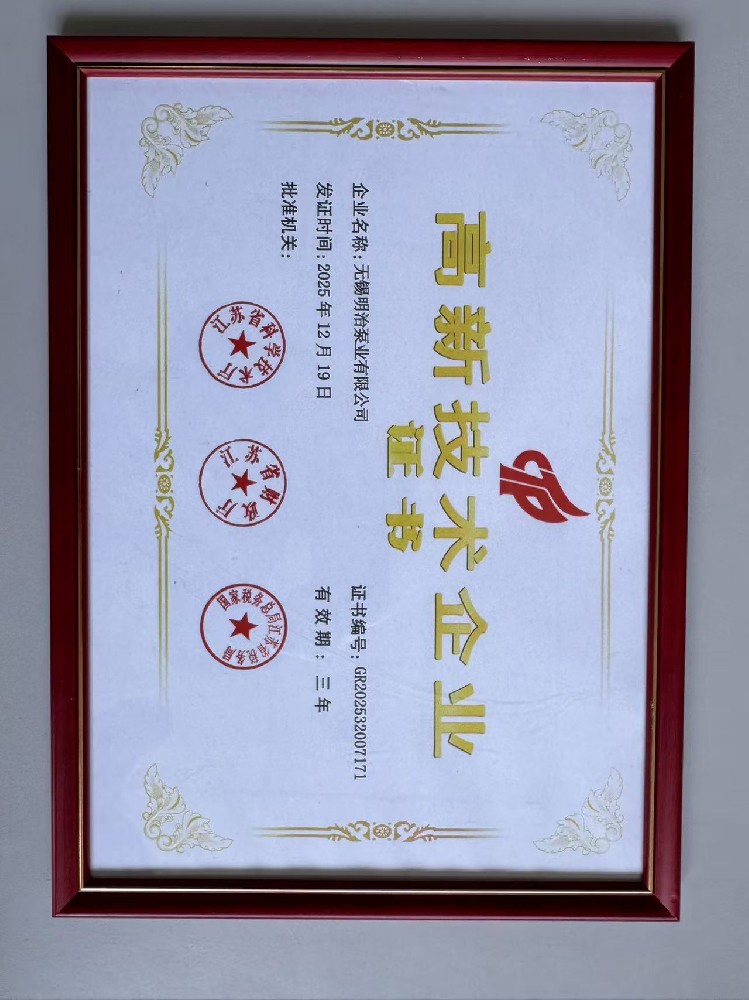 高新技术企业
证书
企业名称：无锡明治泵业有限公司
证书编号：GR202532007171
发证时间：2025年12月19日
有效期：三年
批准机关：
江苏省科学技术厅
江苏省财政厅
国家税务总局江苏省税务局